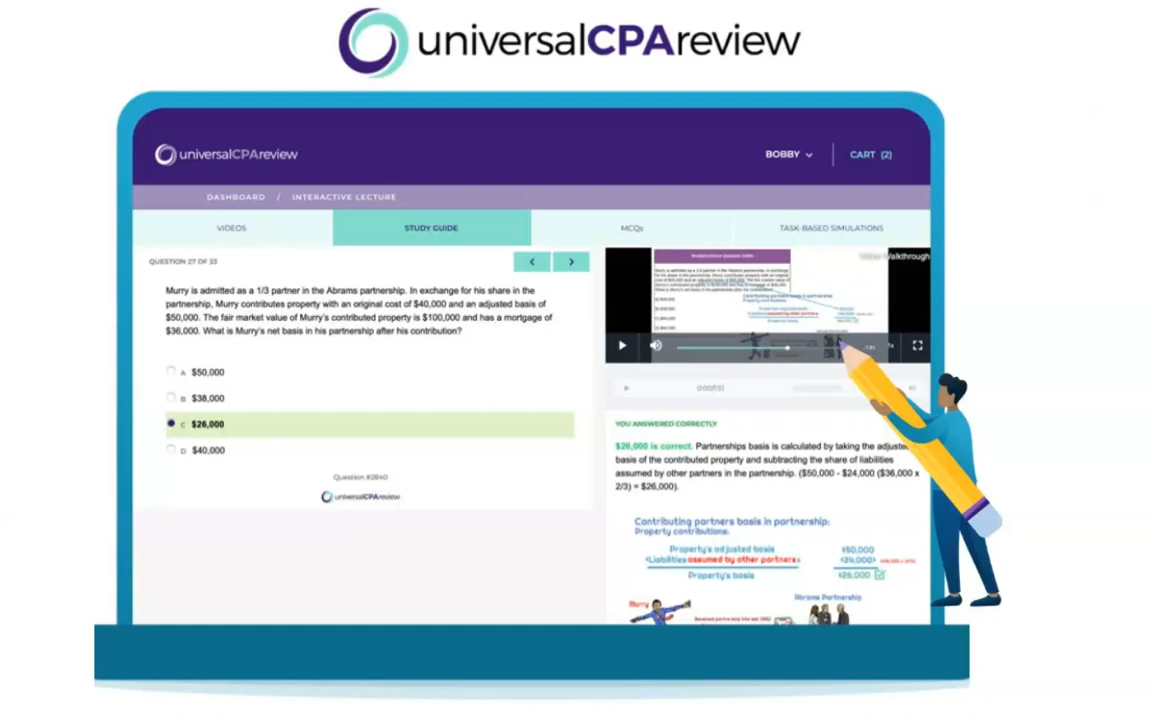 universalCPAreview
universalCPAreview
BOBBY
CART (2)
DASHBOARD / INTERACTIVE LECTURE
VIDEOS
STUDY GUIDE
MCQs
TASK-BASED SIMULATIONS
QUESTION 27 OF 33
Murry is admitted as a 1/3 partner in the Abrams partnership. In exchange for his share in the
partnership, Murry contributes property with an original cost of $40,000 and an adjusted basis of
$50,000. The fair market value of Murry's contributed property is $100,000 and has a mortgage of
$36,000. What is Murry's net basis in his partnership after his contribution?
A $50,000
B $38,000
C $26,000
D $40,000
Question #2840
universalCPAreview
Walkthrough
YOU ANSWERED CORRECTLY
$26,000 is correct. Partnerships basis is calculated by taking the adjuste
basis of the contributed property and subtracting the share of liabilities
assumed by other partners in the partnership. ($50,000 - $24,000 ($36,000 x
2/3) = $26,000).
Contributing partners basis in partnership:
Property contributions:
Property's adjusted basis $50,000
<Liabilities assumed by other partners> <24,000>
Property's basis $26,000
Murry
Abrams Partnership